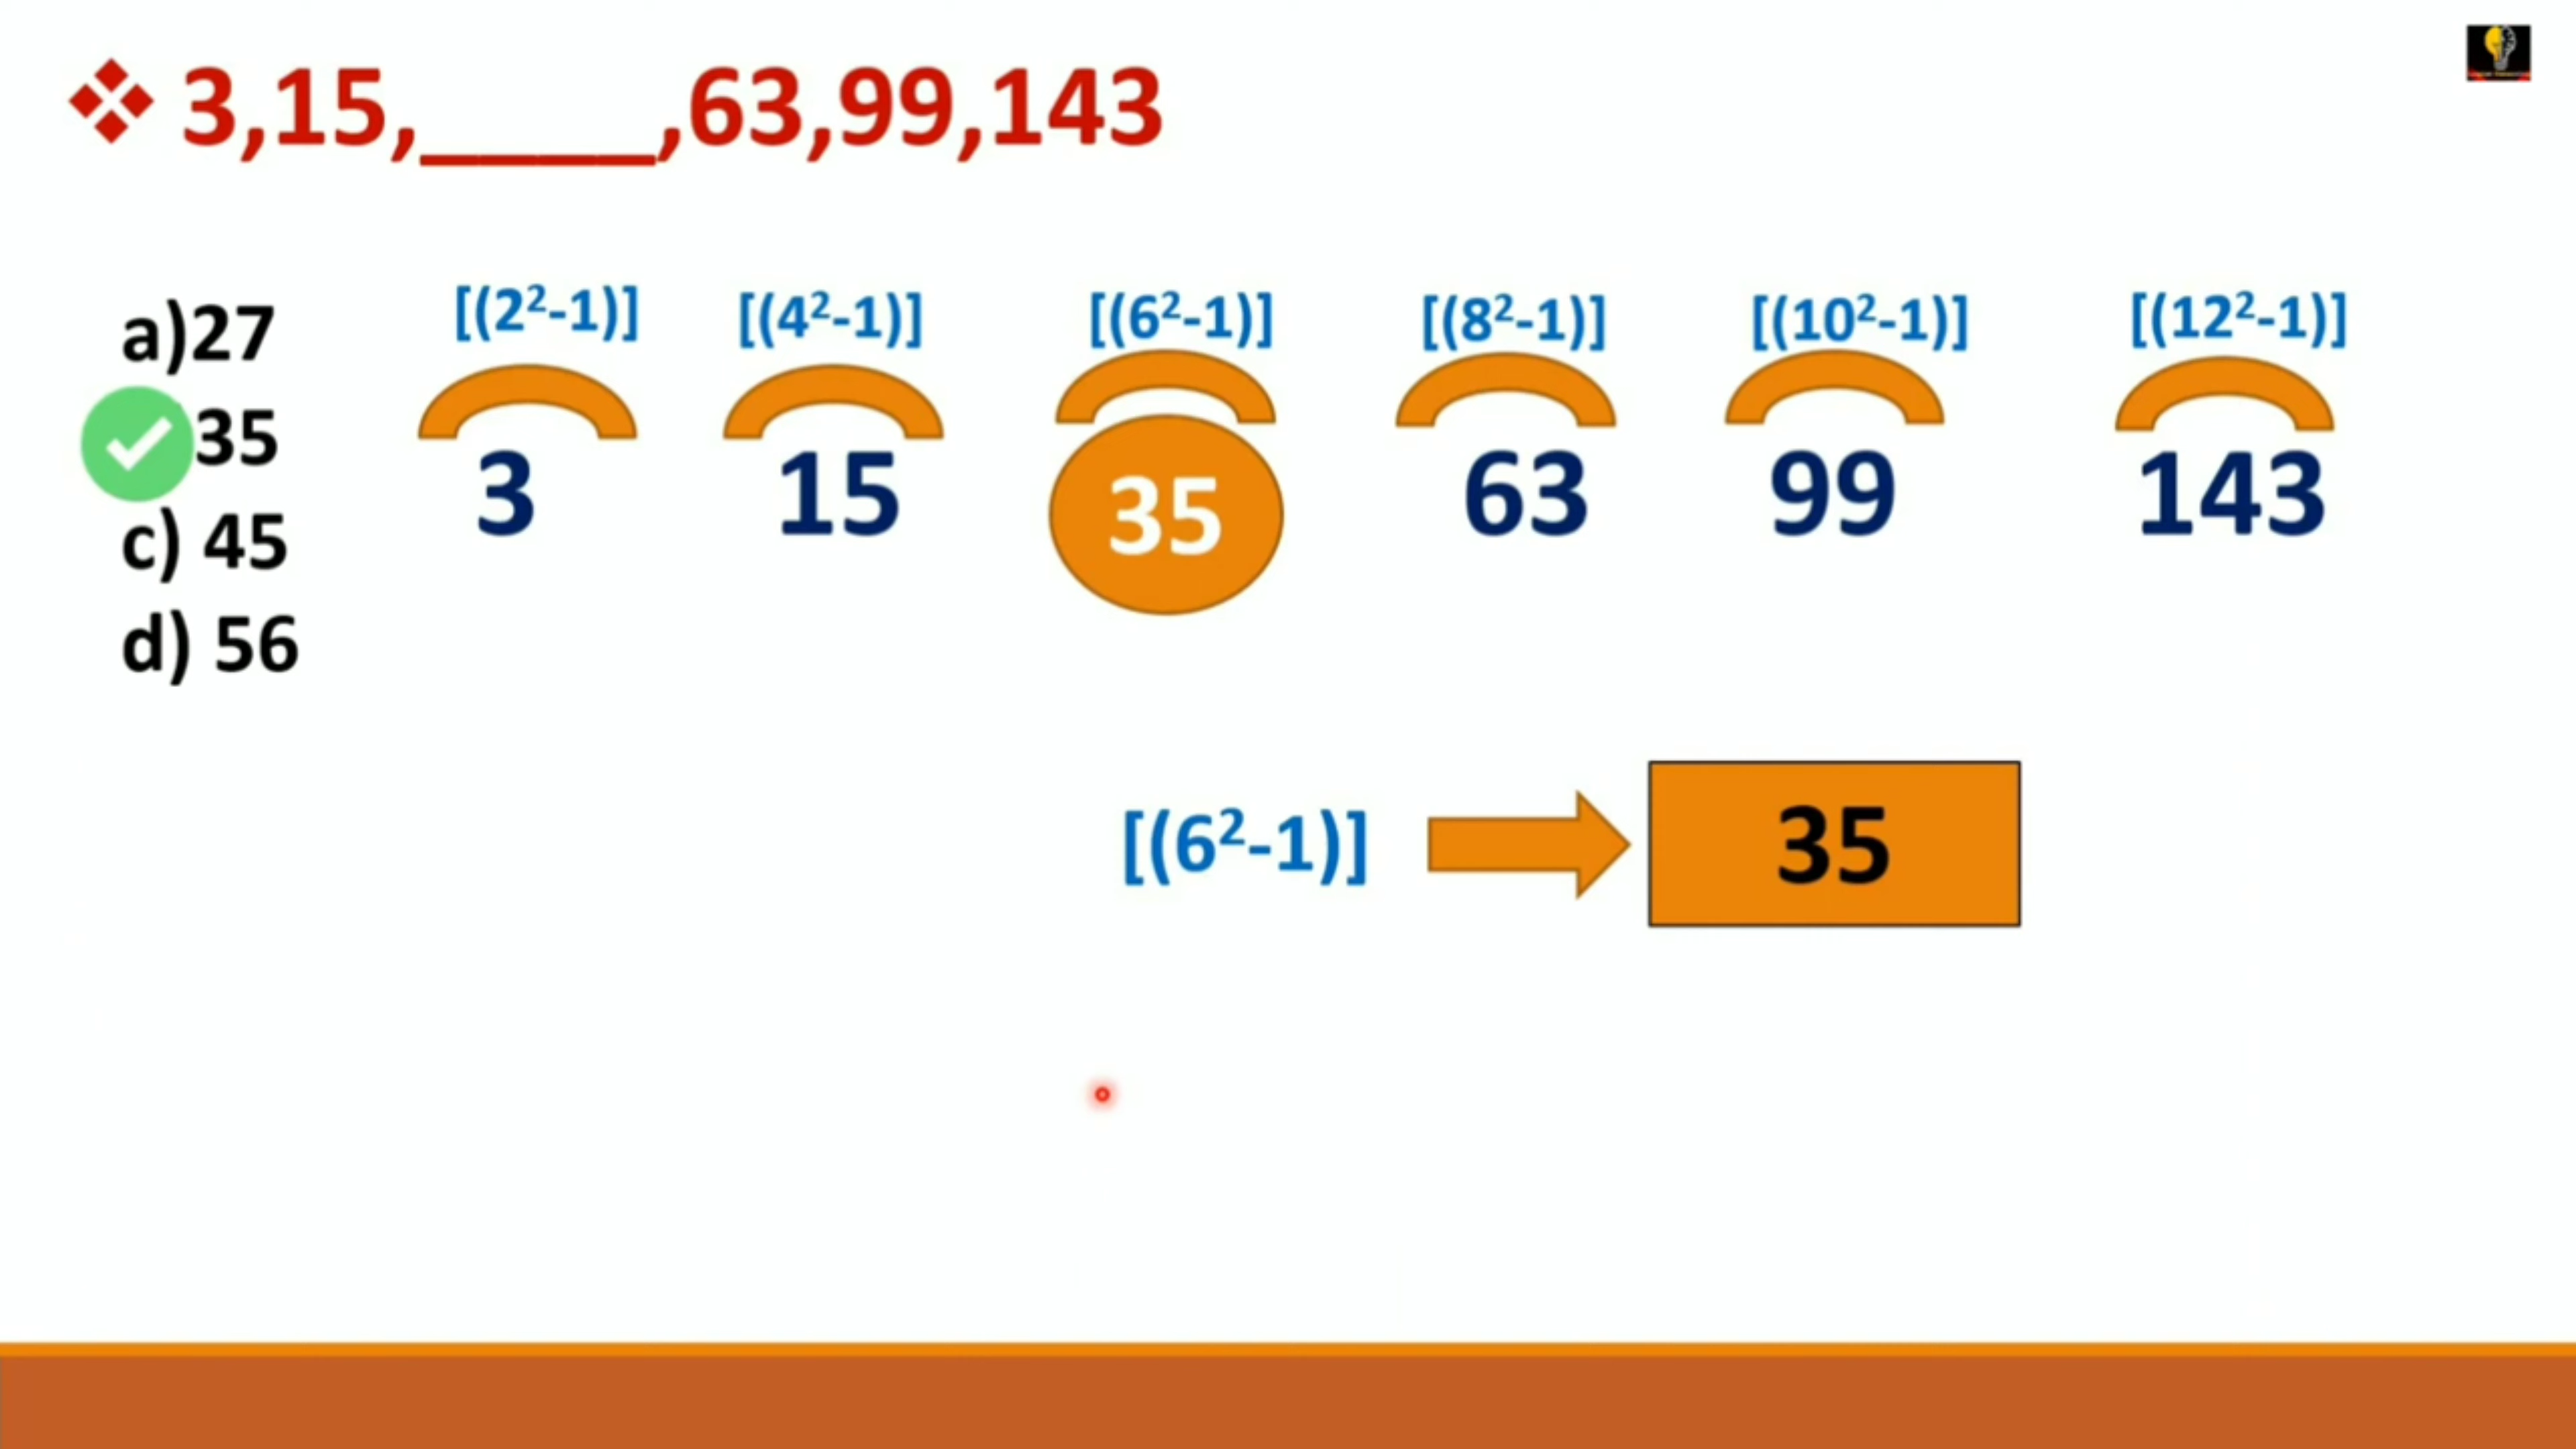 ❖ 3,15,____,63,99,143
a)27
35
c) 45
d) 56
[(2²-1)] [(4²-1)] [(6²-1)] [(8²-1)] [(10²-1)] [(12²-1)]
3 15 35 63 99 143
[(6²-1)] 35